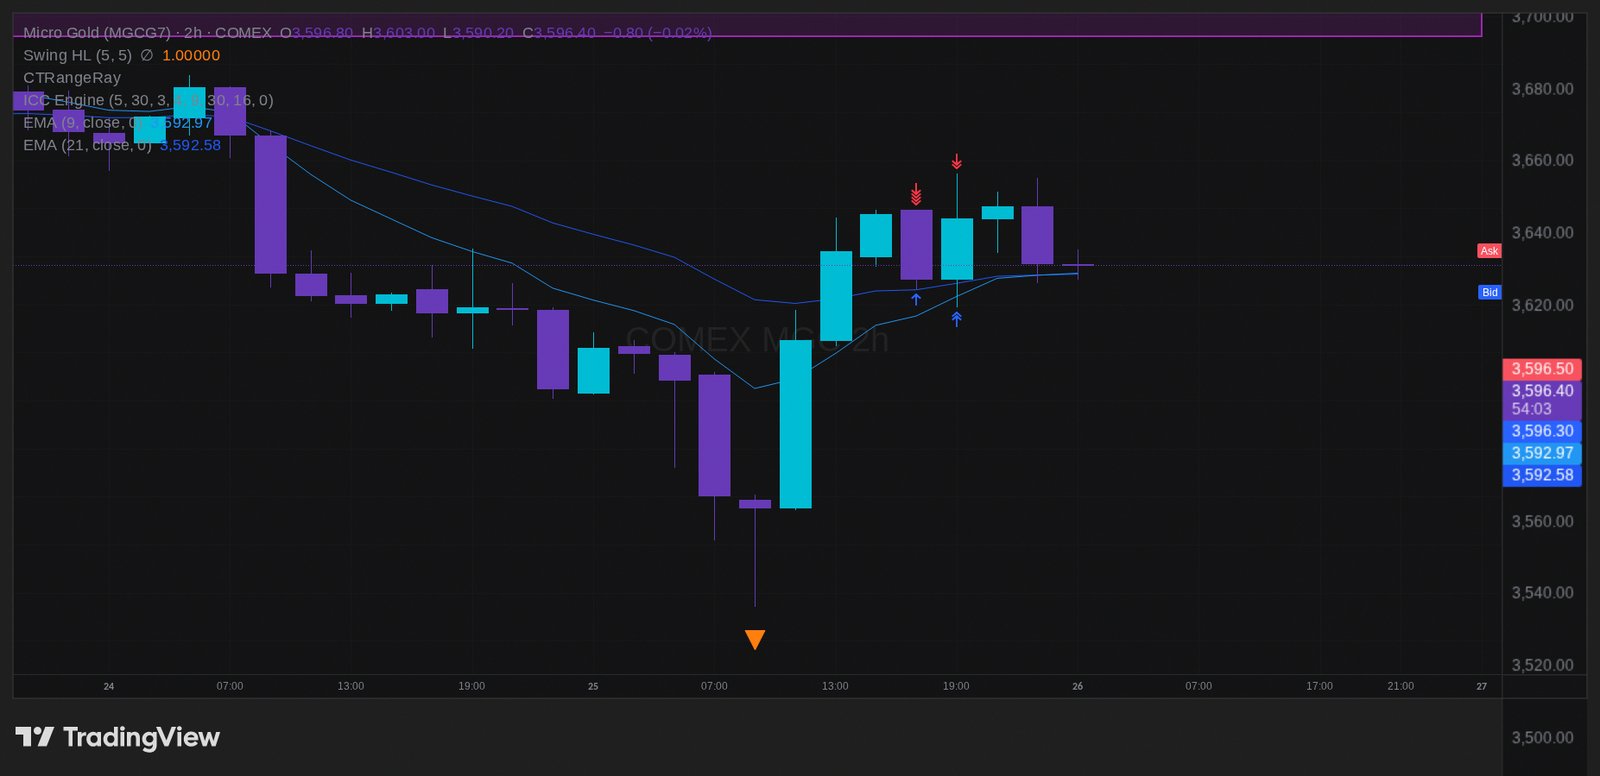 Micro Gold (MGCG7) · 2h · COMEX O3,596.80 H3,603.00 L3,590.20 C3,596.40 −0.80 (−0.02%)
Swing HL (5, 5) ∅ 1.00000
CTRangeRay
ICC Engine (5, 30, 3, 30, 16, 0)
EMA (9, close, 0) 3,592.97
EMA (21, close, 0) 3,592.58
COMEX MGC 2h
3,700.00
3,680.00
3,660.00
3,640.00
Ask
Bid
3,620.00
3,596.50
3,596.40
54:03
3,596.30
3,592.97
3,592.58
3,560.00
3,540.00
3,520.00
3,500.00
24 07:00 13:00 19:00 25 07:00 13:00 19:00 26 07:00 17:00 21:00 27
TradingView